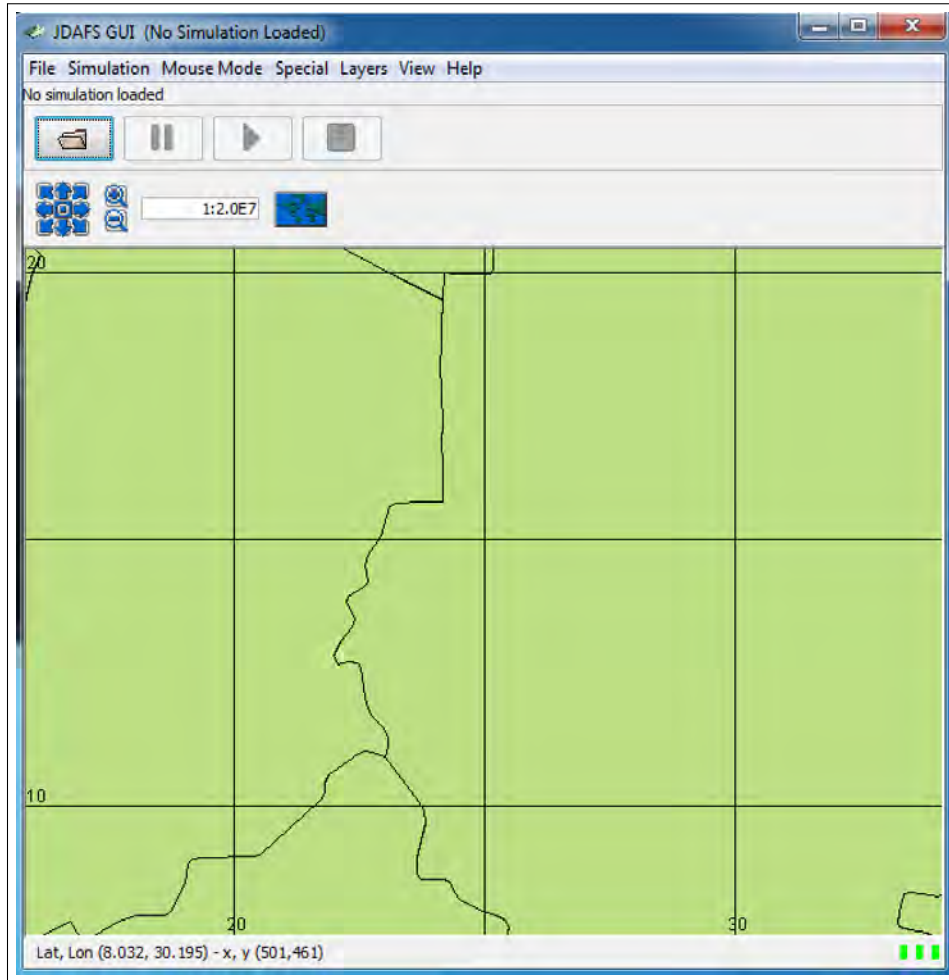 JDAFS GUI (No Simulation Loaded)
File Simulation Mouse Mode Special Layers View Help
No simulation loaded
1:2.0E7
20
10
20
30
Lat, Lon (8.032, 30.195) - x, y (501,461)